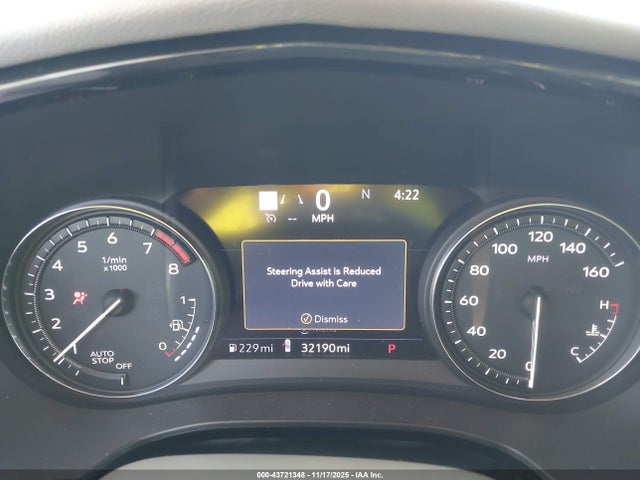 0 N 4:22
-- MPH
Steering Assist is Reduced
Drive with Care
Dismiss
Menu
229mi 32190mi P
1 2 3 4 5 6 7 8
1/min
x1000
AUTO
STOP
OFF
1
0
0 20 40 60 80 100 120 140 160
MPH
H
C
000-43721348 | 11/17/2025 | IAA Inc.